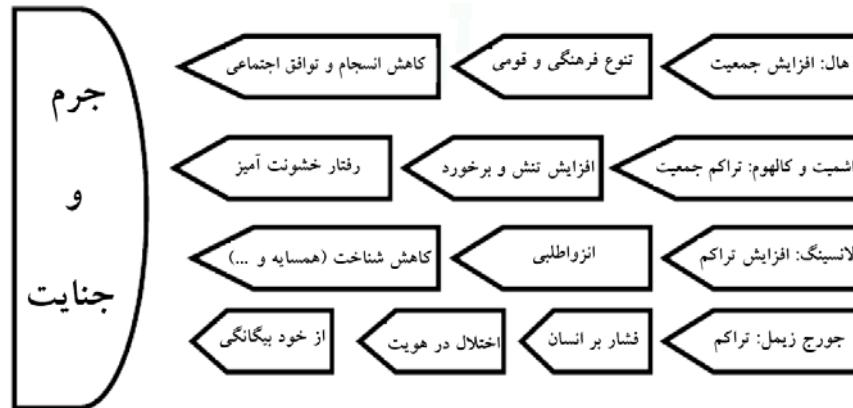 هال: افزایش جمعیت
تنوع فرهنگی و قومی
کاهش انسجام و توافق اجتماعی
اشمیت و کالهوم: تراکم جمعیت
افزایش تنش و برخورد
رفتار خشونت آمیز
لانسینگ: افزایش تراکم
انزواطلبی
کاهش شناخت (همسایه و ...)
جورج زیمل: تراکم
فشار بر انسان
اختلال در هویت
از خود بیگانگی
جرم
و
جنایت